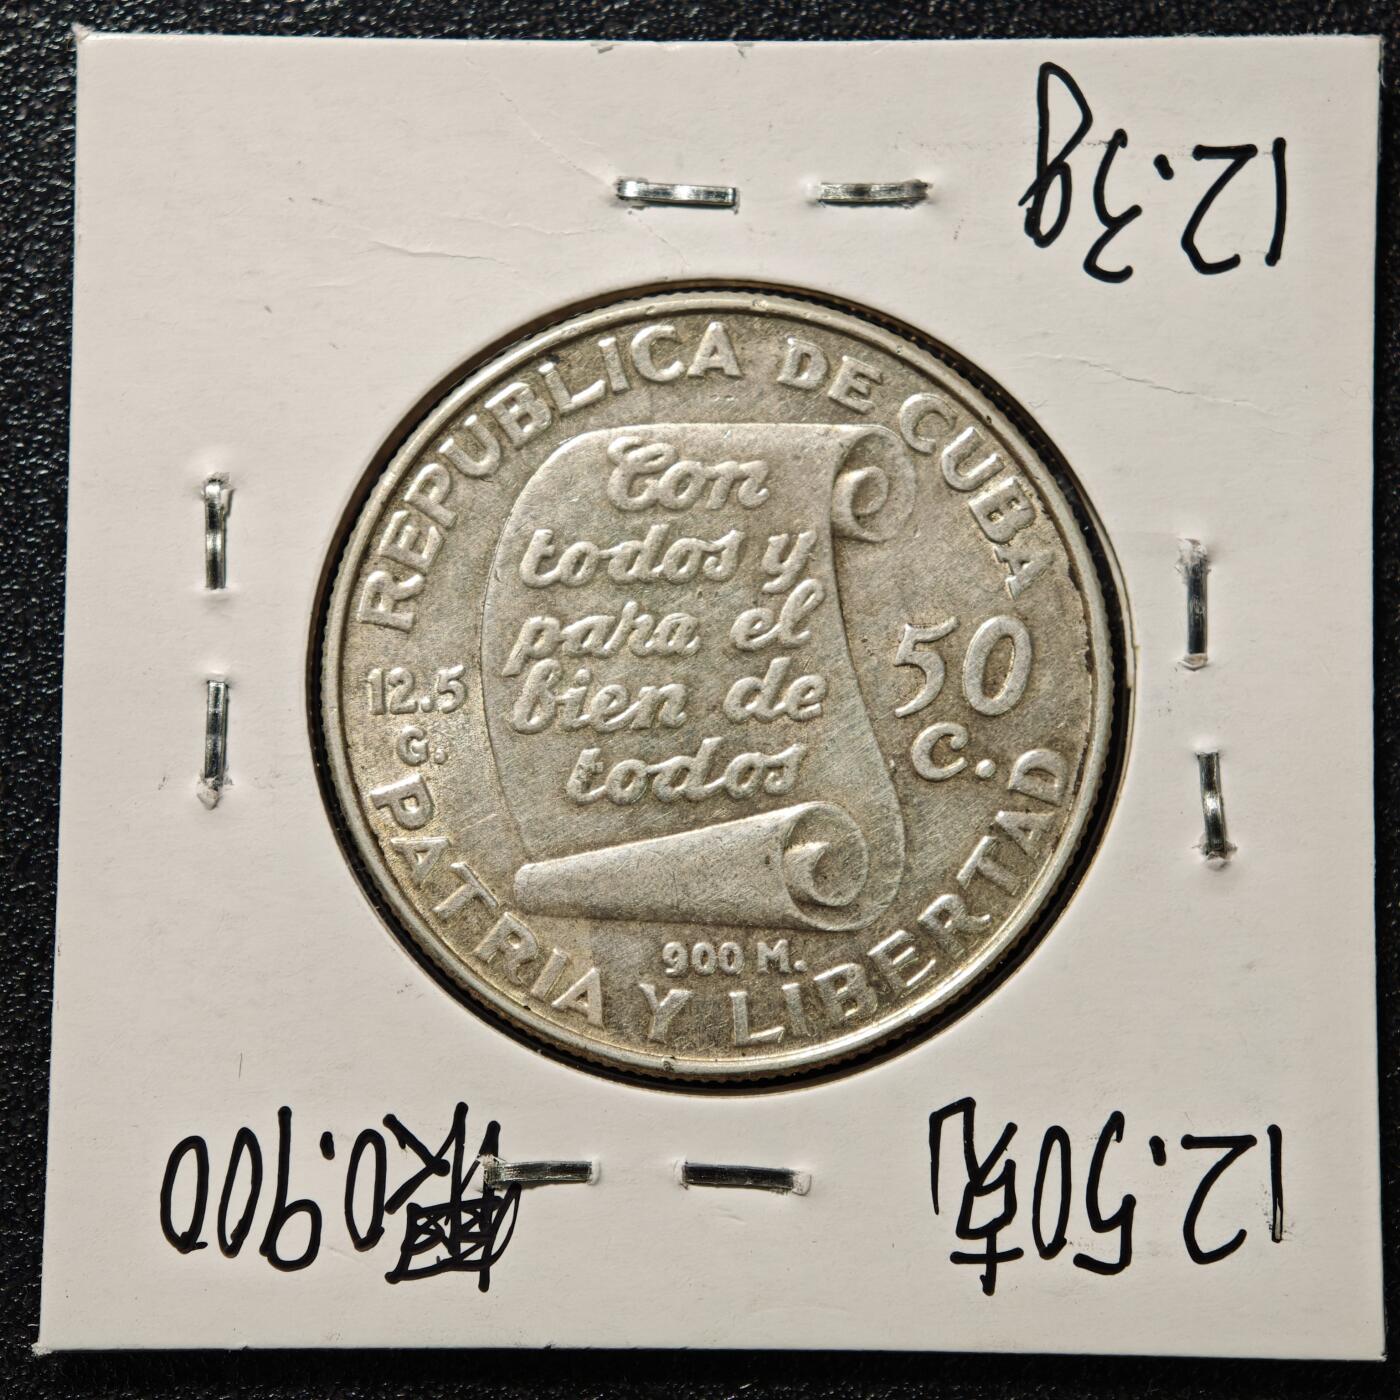 12.3g
REPUBLICA DE CUBA
Con
todos y
para el
bien de
todos
50
C.
12.5
G.
900 M.
PATRIA Y LIBERTAD
12.50克
银0.900